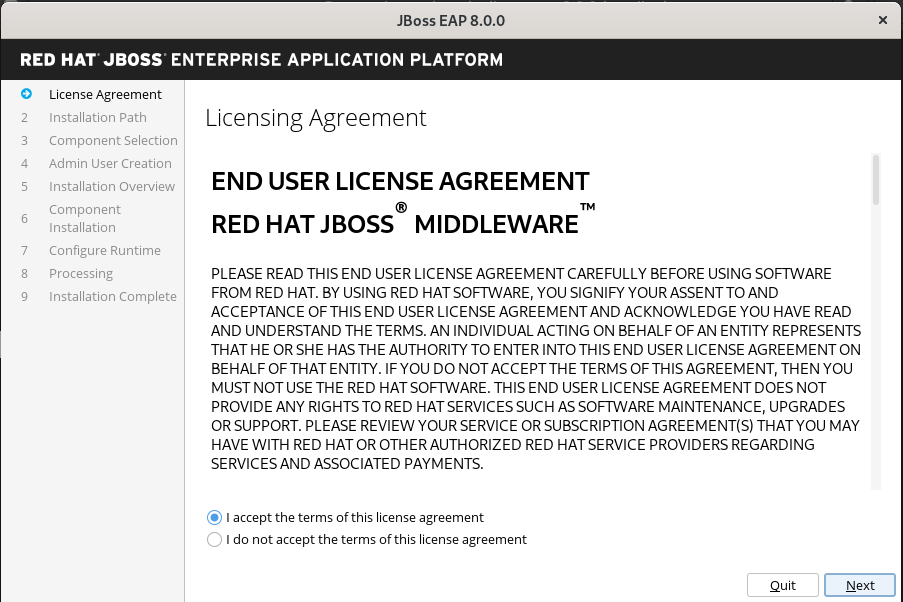 JBoss EAP 8.0.0
RED HAT® JBOSS® ENTERPRISE APPLICATION PLATFORM
License Agreement
2 Installation Path
3 Component Selection
4 Admin User Creation
5 Installation Overview
6 Component
Installation
7 Configure Runtime
8 Processing
9 Installation Complete
Licensing Agreement
END USER LICENSE AGREEMENT
RED HAT JBOSS® MIDDLEWARE™
PLEASE READ THIS END USER LICENSE AGREEMENT CAREFULLY BEFORE USING SOFTWARE
FROM RED HAT. BY USING RED HAT SOFTWARE, YOU SIGNIFY YOUR ASSENT TO AND
ACCEPTANCE OF THIS END USER LICENSE AGREEMENT AND ACKNOWLEDGE YOU HAVE READ
AND UNDERSTAND THE TERMS. AN INDIVIDUAL ACTING ON BEHALF OF AN ENTITY REPRESENTS
THAT HE OR SHE HAS THE AUTHORITY TO ENTER INTO THIS END USER LICENSE AGREEMENT ON
BEHALF OF THAT ENTITY. IF YOU DO NOT ACCEPT THE TERMS OF THIS AGREEMENT, THEN YOU
MUST NOT USE THE RED HAT SOFTWARE. THIS END USER LICENSE AGREEMENT DOES NOT
PROVIDE ANY RIGHTS TO RED HAT SERVICES SUCH AS SOFTWARE MAINTENANCE, UPGRADES
OR SUPPORT. PLEASE REVIEW YOUR SERVICE OR SUBSCRIPTION AGREEMENT(S) THAT YOU MAY
HAVE WITH RED HAT OR OTHER AUTHORIZED RED HAT SERVICE PROVIDERS REGARDING
SERVICES AND ASSOCIATED PAYMENTS.
I accept the terms of this license agreement
I do not accept the terms of this license agreement
Quit
Next